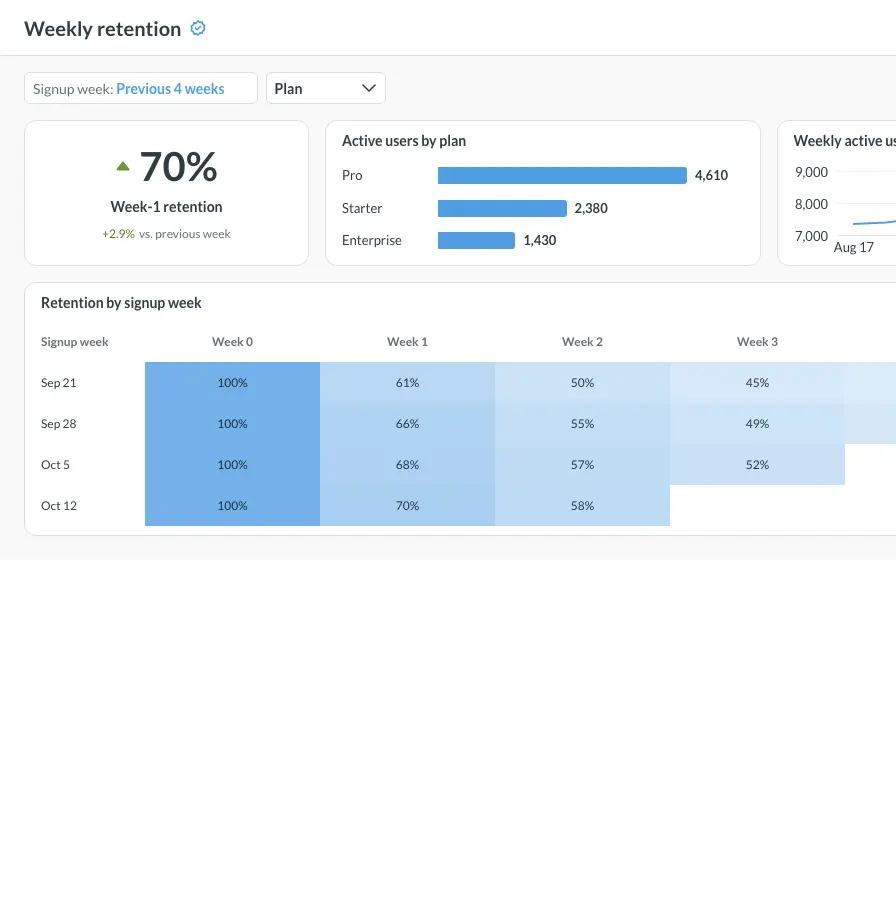 Weekly retention
Signup week: Previous 4 weeks
Plan
70%
Week-1 retention
+2.9% vs. previous week
Active users by plan
Pro 4,610
Starter 2,380
Enterprise 1,430
Weekly active
9,000
8,000
7,000
Aug 17
Retention by signup week
Signup week Week 0 Week 1 Week 2 Week 3
Sep 21 100% 61% 50% 45%
Sep 28 100% 66% 55% 49%
Oct 5 100% 68% 57% 52%
Oct 12 100% 70% 58%